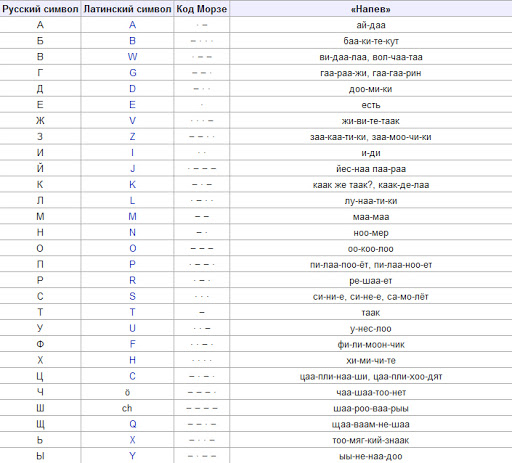 Русский символ Латинский символ Код Морзе «Напев»
А A · − ай-даа
Б B − · · · баа-ки-те-кут
В W · − − ви-даа-лаа, вол-чаа-таа
Г G − − · гаа-раа-жи, гаа-гаа-рин
Д D − · · доо-ми-ки
Е E · есть
Ж V · · · − жи-ви-те-таак
З Z − − · · заа-каа-ти-ки, заа-моо-чи-ки
И I · · и-ди
Й J · − − − йес-наа паа-раа
К K − · − каак же таак?, каак-де-лаа
Л L · − · · лу-наа-ти-ки
М M − − маа-маа
Н N − · ноо-мер
О O − − − оо-коо-лоо
П P · − − · пи-лаа-поо-ёт, пи-лаа-ноо-ет
Р R · − · ре-шаа-ет
С S · · · си-ни-е, си-не-е, са-мо-лёт
Т T − таак
У U · · − у-нес-лоо
Ф F · · − · фи-ли-моон-чик
Х H · · · · хи-ми-чи-те
Ц C − · − · цаа-пли-наа-ши, цаа-пли-хоо-дят
Ч ö − − − · чаа-шаа-тоо-нет
Ш ch − − − − шаа-роо-ваа-рыы
Щ Q − − · − щаа-ваам-не-шаа
Ь X − · · − тоо-мяг-кий-знаак
Ы Y − · − − ыы-не-наа-доо